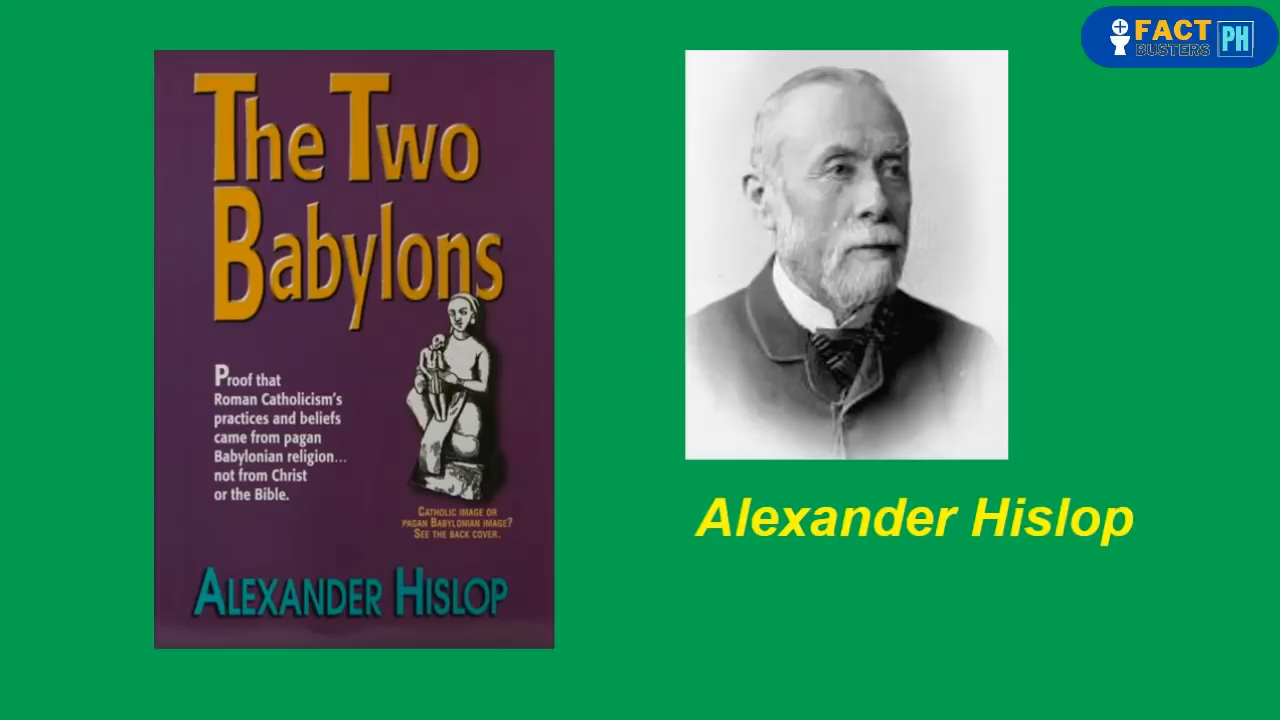 FACT
BUSTERS
PH
The Two
Babylons
Proof that
Roman Catholicism's
practices and beliefs
came from pagan
Babylonian religion...
not from Christ
or the Bible.
Catholic image or
pagan Babylonian image?
See the back cover.
Alexander Hislop
Alexander Hislop